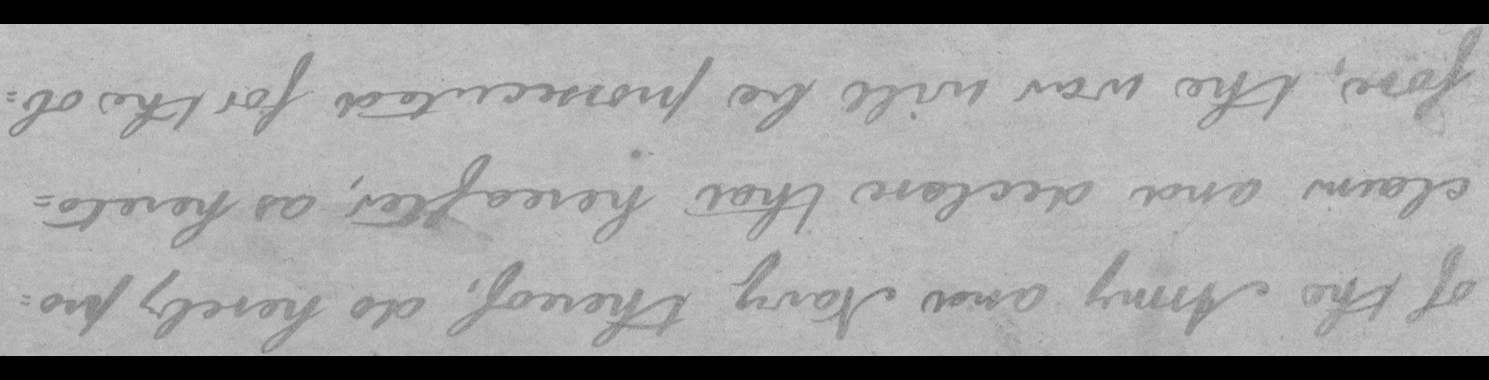 of the Army and Navy thereof, do hereby pro=
claim and declare that hereafter, as hereto=
fore, the war will be prosecuted for the ob=